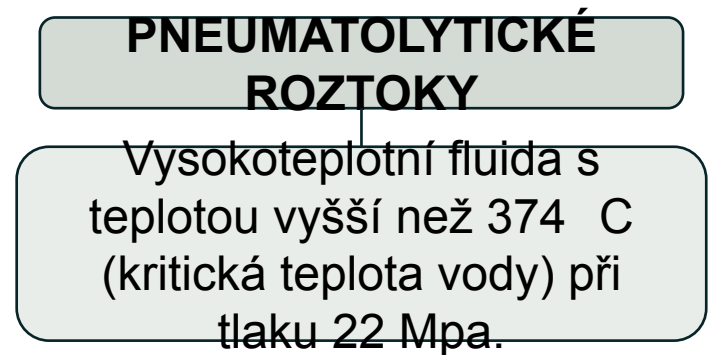 PNEUMATOLYTICKÉ
ROZTOKY
Vysokoteplotní fluida s
teplotou vyšší než 374 C
(kritická teplota vody) při
tlaku 22 Mpa.